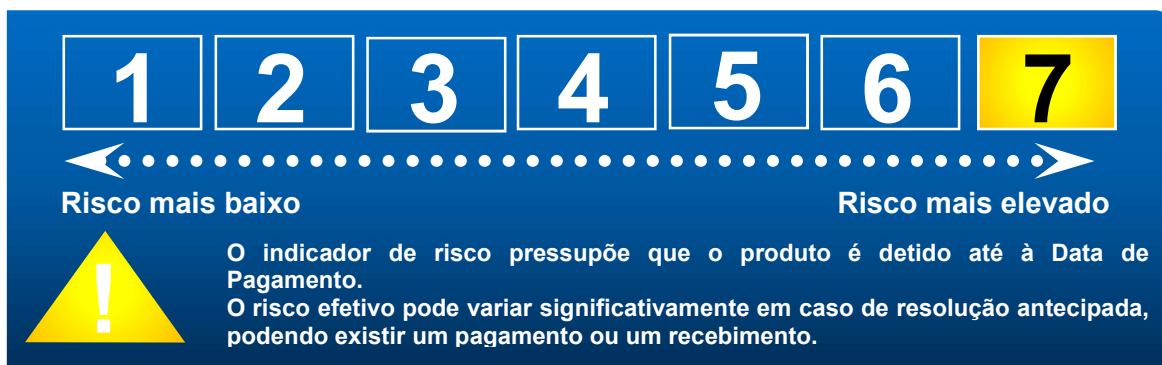 1 2 3 4 5 6 7
Risco mais baixo Risco mais elevado
! O indicador de risco pressupõe que o produto é detido até à Data de
Pagamento.
O risco efetivo pode variar significativamente em caso de resolução antecipada,
podendo existir um pagamento ou um recebimento.